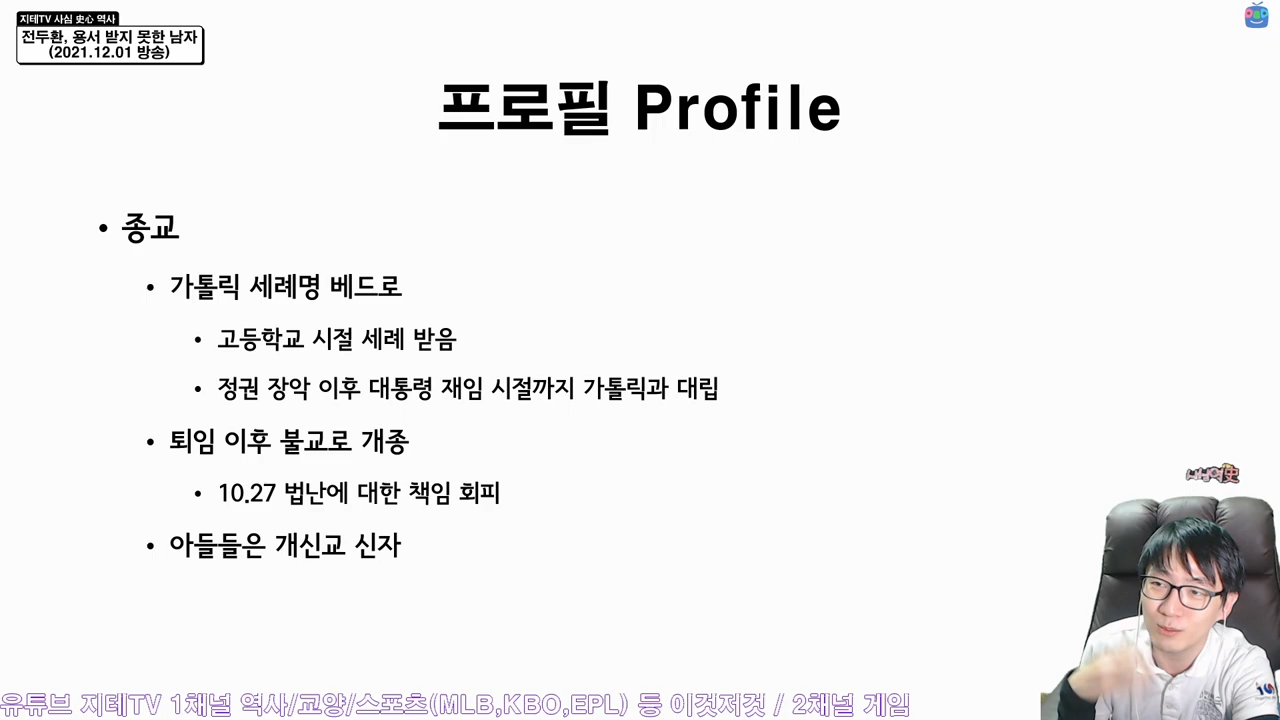 지테TV 사심 史心 역사
전두환, 용서 받지 못한 남자
(2021.12.01 방송)
프로필 Profile
• 종교
• 가톨릭 세례명 베드로
• 고등학교 시절 세례 받음
• 정권 장악 이후 대통령 재임 시절까지 가톨릭과 대립
• 퇴임 이후 불교로 개종
• 10.27 법난에 대한 책임 회피
• 아들들은 개신교 신자
유튜브 지테TV 1채널 역사/교양/스포츠(MLB,KBO,EPL) 등 이것저것 / 2채널 게임